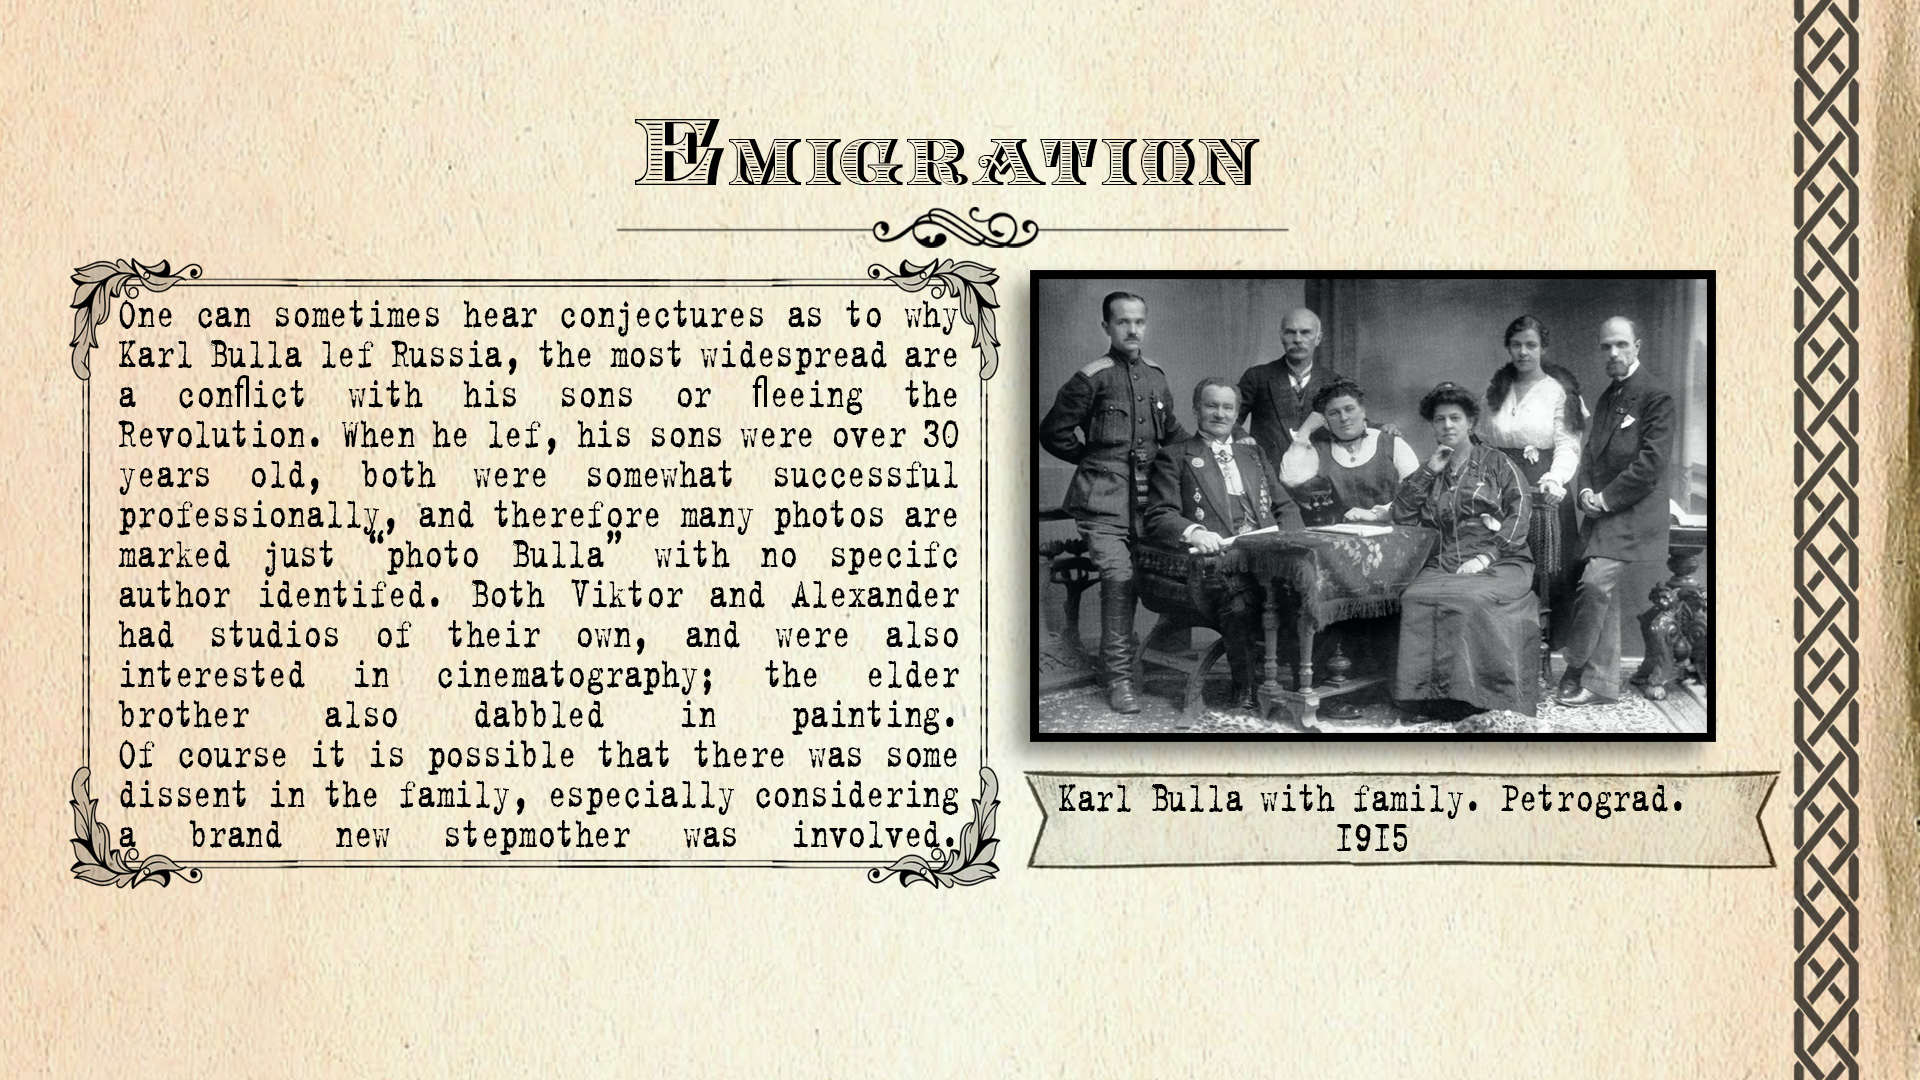 Emigration
One can sometimes hear conjectures as to why
Karl Bulla lef Russia, the most widespread are
a conflict with his sons or fleeing the
Revolution. When he lef, his sons were over 30
years old, both were somewhat successful
professionally, and therefore many photos are
marked just “photo Bulla” with no specifc
author identifed. Both Viktor and Alexander
had studios of their own, and were also
interested in cinematography; the elder
brother also dabbled in painting.
Of course it is possible that there was some
dissent in the family, especially considering
a brand new stepmother was involved.
Karl Bulla with family. Petrograd.
1915